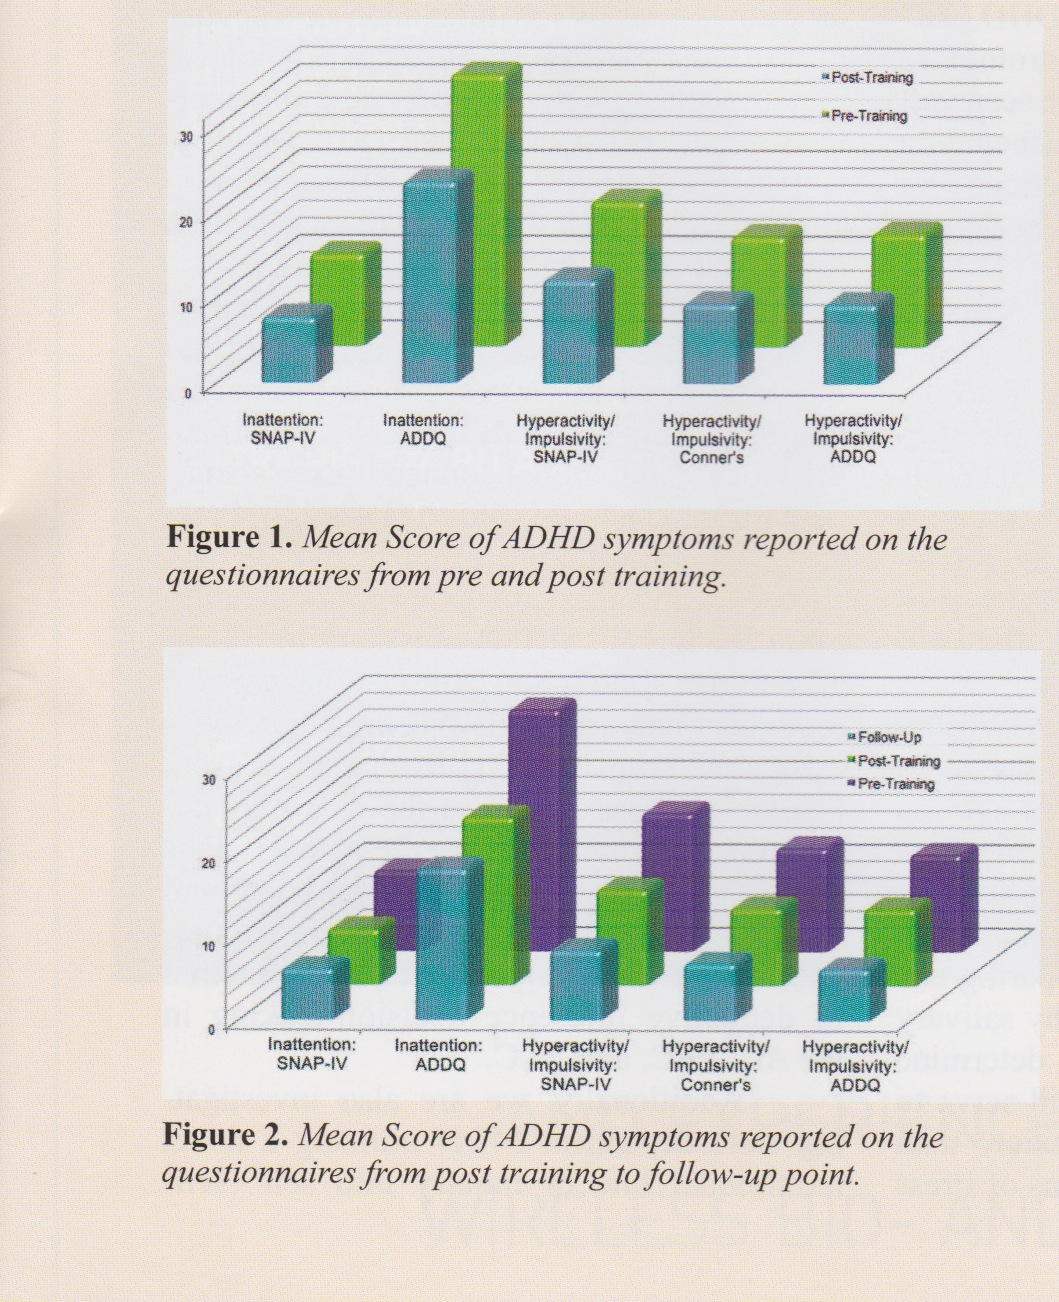 Post-Training
Pre-Training
30
20
10
0
Inattention:
SNAP-IV
Inattention:
ADDQ
Hyperactivity/
Impulsivity:
SNAP-IV
Hyperactivity/
Impulsivity:
Conner's
Hyperactivity/
Impulsivity:
ADDQ
Figure 1. Mean Score of ADHD symptoms reported on the
questionnaires from pre and post training.
Follow-Up
Post-Training
Pre-Training
30
20
10
0
Inattention:
SNAP-IV
Inattention:
ADDQ
Hyperactivity/
Impulsivity:
SNAP-IV
Hyperactivity/
Impulsivity:
Conner's
Hyperactivity/
Impulsivity:
ADDQ
Figure 2. Mean Score of ADHD symptoms reported on the
questionnaires from post training to follow-up point.